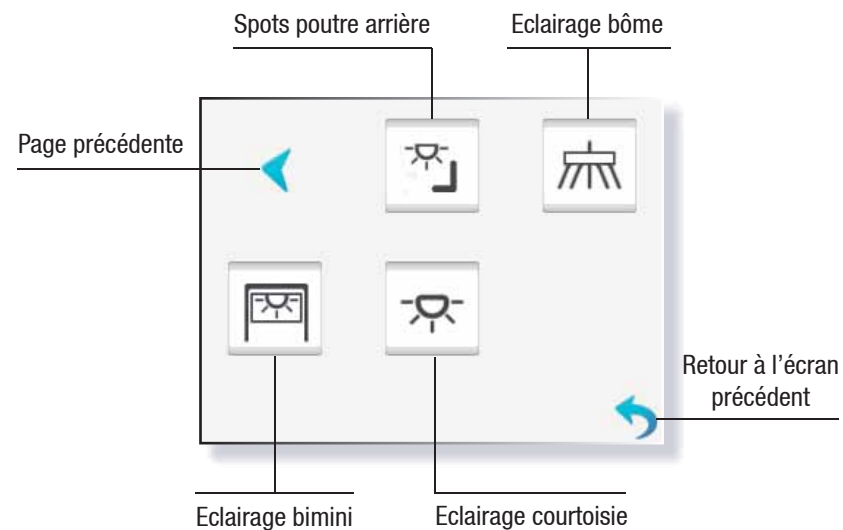 Spots poutre arrière
Eclairage bôme
Page précédente
Retour à l’écran
précédent
Eclairage bimini
Eclairage courtoisie